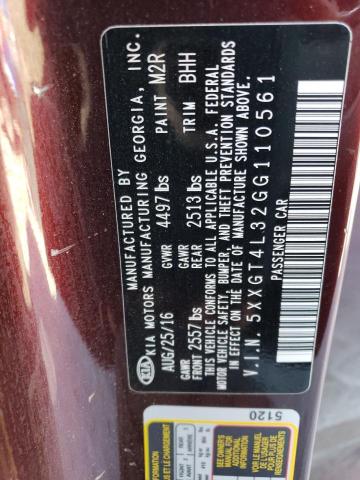 MANUFACTURED BY
KIA KIA MOTORS MANUFACTURING GEORGIA, INC.
AUG/25/16 GVWR 4497 lbs PAINT M2R
GAWR FRONT 2557 lbs GAWR REAR 2513 lbs TRIM BHH
THIS VEHICLE CONFORMS TO ALL APPLICABLE U.S.A. FEDERAL
MOTOR VEHICLE SAFETY, BUMPER, AND THEFT PREVENTION STANDARDS
IN EFFECT ON THE DATE OF MANUFACTURE SHOWN ABOVE.
V.I.N. 5XXGT4L32GG110561
PASSENGER CAR
5120